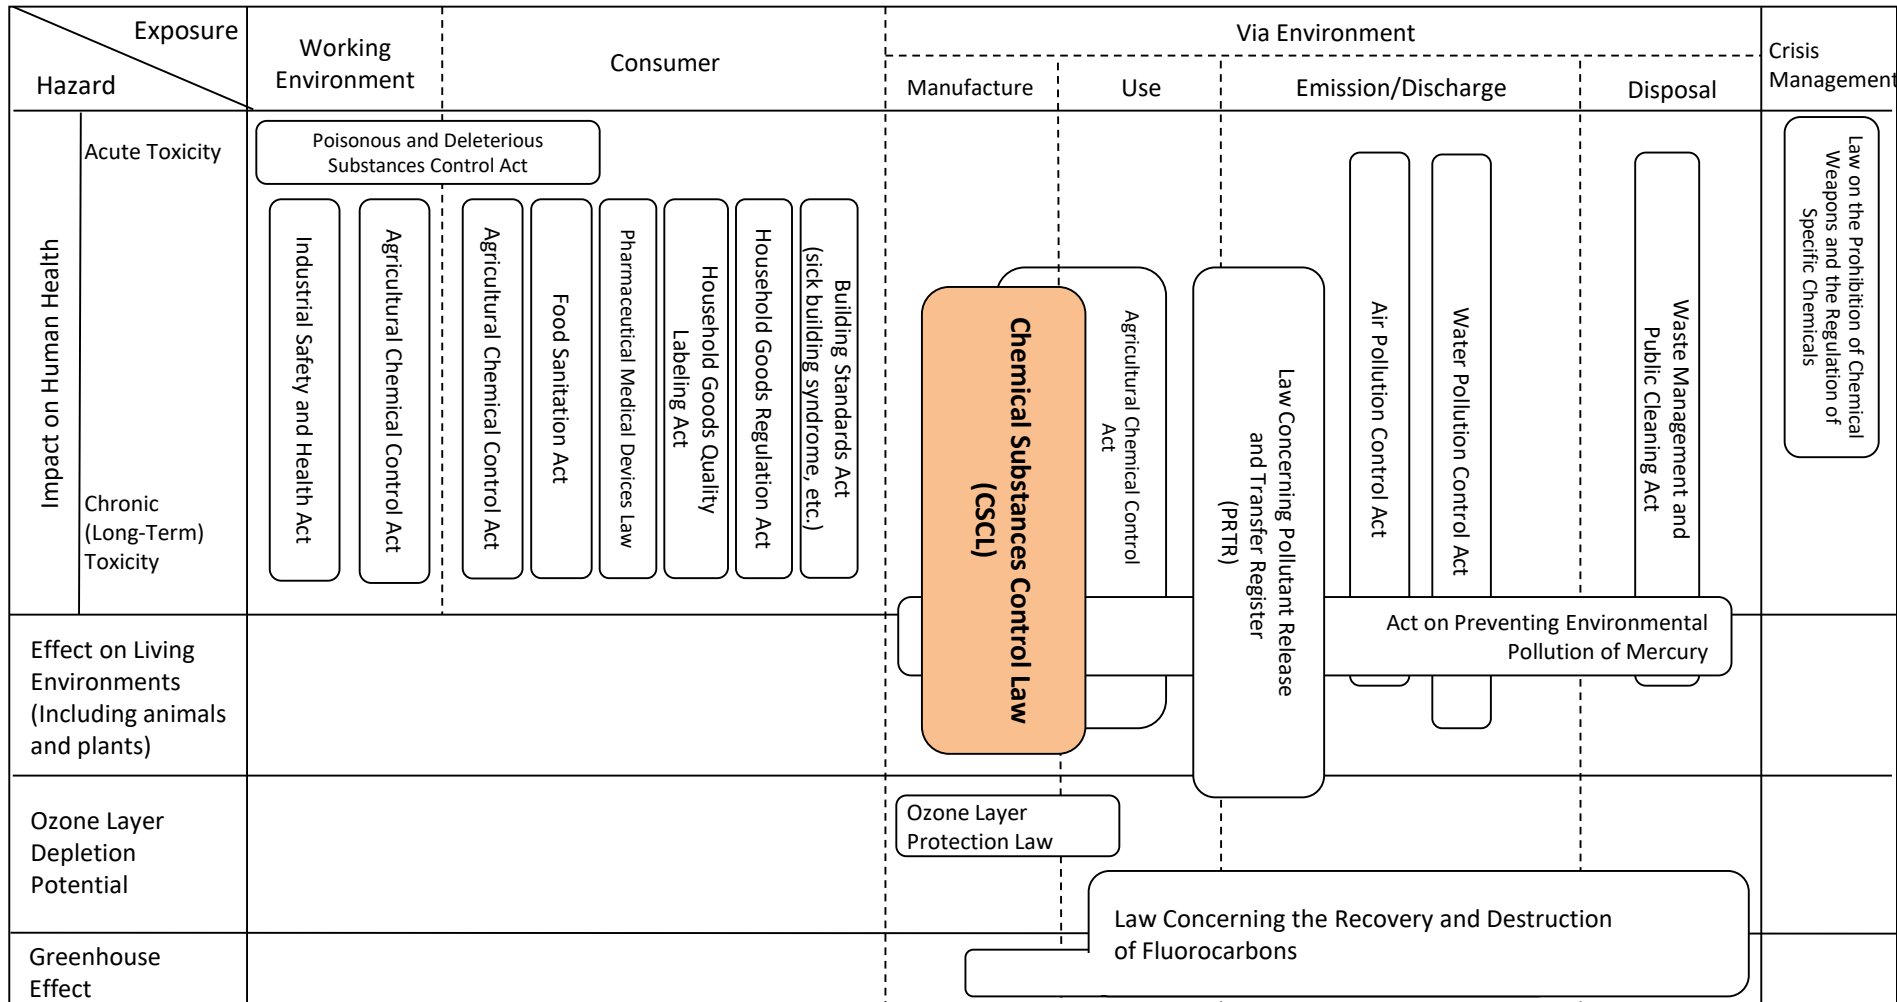 Exposure
Hazard
Working
Environment
Consumer
Via Environment
Manufacture
Use
Emission/Discharge
Disposal
Crisis
Management
Impact on Human Health
Acute Toxicity
Chronic
(Long-Term)
Toxicity
Poisonous and Deleterious
Substances Control Act
Industrial Safety and Health Act
Agricultural Chemical Control Act
Agricultural Chemical Control Act
Food Sanitation Act
Pharmaceutical Medical Devices Law
Household Goods Quality
Labeling Act
Household Goods Regulation Act
Building Standards Act
(sick building syndrome, etc.)
Chemical Substances Control Law
(CSCL)
Agricultural Chemical Control
Act
Law Concerning Pollutant Release
and Transfer Register
(PRTR)
Air Pollution Control Act
Water Pollution Control Act
Waste Management and
Public Cleaning Act
Law on the Prohibition of Chemical
Weapons and the Regulation of
Specific Chemicals
Effect on Living
Environments
(Including animals
and plants)
Act on Preventing Environmental
Pollution of Mercury
Ozone Layer
Depletion
Potential
Ozone Layer
Protection Law
Law Concerning the Recovery and Destruction
of Fluorocarbons
Greenhouse
Effect